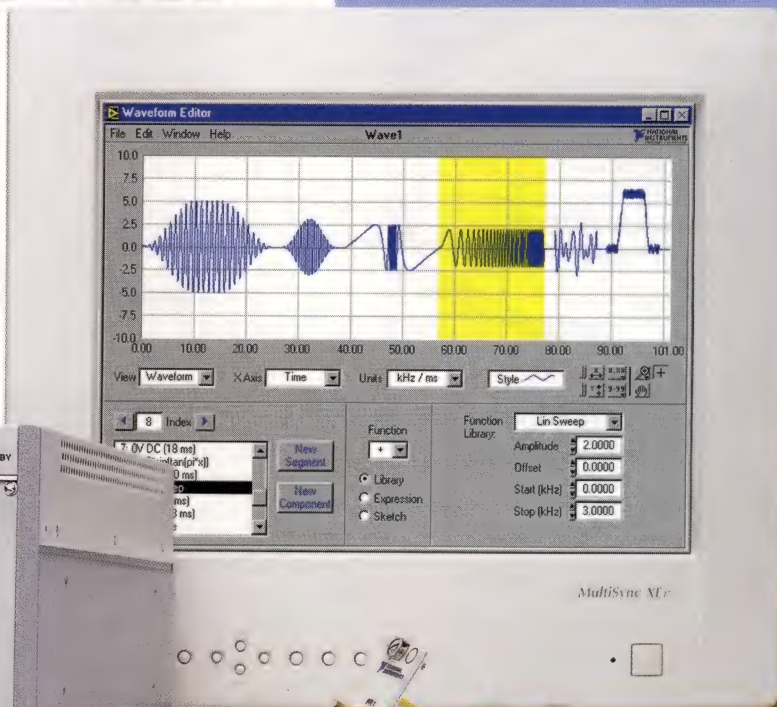 Waveform Editor
File Edit Window Help Wave1 NATIONAL INSTRUMENTS
10.0
7.5
5.0
2.5
0.0
-2.5
-5.0
-7.5
-10.0
0.00 10.00 20.00 30.00 40.00 50.00 60.00 70.00 80.00 90.00 101.00
View Waveform X Axis Time Units kHz / ms Style
8 Index
7: 0V DC (18 ms)
New Segment
New Component
Function
+
Library
Expression
Sketch
Function Library: Lin Sweep
Amplitude 2.0000
Offset 0.0000
Start (kHz) 0.0000
Stop (kHz) 3.0000
MultiSync
BY